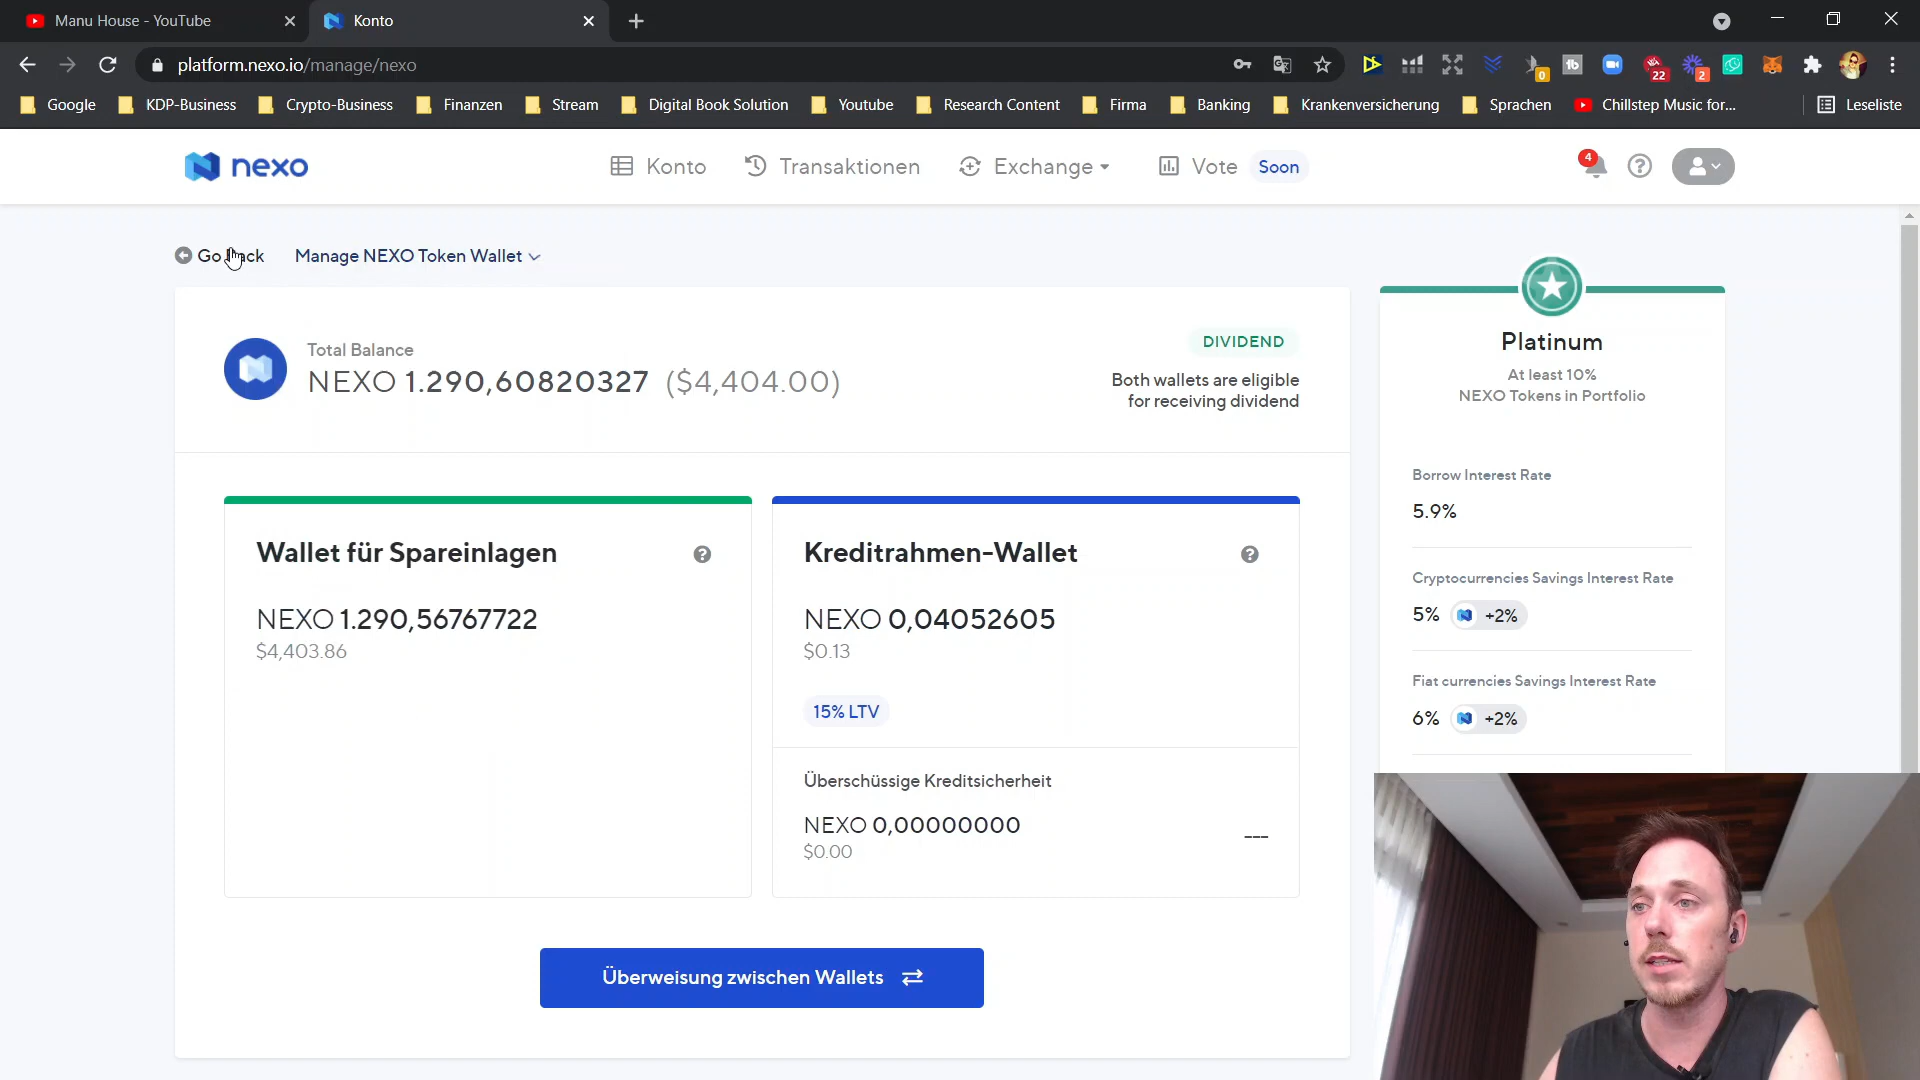 Manu House - YouTube
Konto
platform.nexo.io/manage/nexo
0
22
2
Google
KDP-Business
Crypto-Business
Finanzen
Stream
Digital Book Solution
Youtube
Research Content
Firma
Banking
Krankenversicherung
Sprachen
Chillstep Music for...
Leseliste
nexo
Konto
Transaktionen
Exchange
Vote
Soon
4
Go back
Manage NEXO Token Wallet
Total Balance
NEXO 1.290,60820327 ($4,404.00)
DIVIDEND
Both wallets are eligible
for receiving dividend
Wallet für Spareinlagen
NEXO 1.290,56767722
$4,403.86
Kreditrahmen-Wallet
NEXO 0,04052605
$0.13
15% LTV
Überschüssige Kreditsicherheit
NEXO 0,00000000
$0.00
---
Überweisung zwischen Wallets
Platinum
At least 10%
NEXO Tokens in Portfolio
Borrow Interest Rate
5.9%
Cryptocurrencies Savings Interest Rate
5% +2%
Fiat currencies Savings Interest Rate
6% +2%